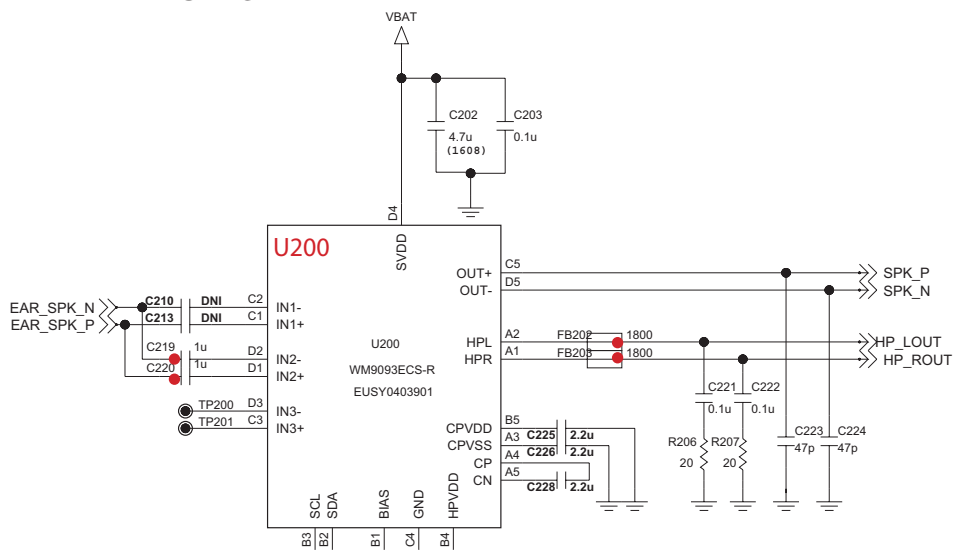 VBAT
C202
4.7u
(1608)
C203
0.1u
D4
SVDD
U200
EAR_SPK_N
EAR_SPK_P
C210 DNI C2 IN1-
C213 DNI C1 IN1+
C219 1u D2 IN2-
C220 1u D1 IN2+
TP200 D3 IN3-
TP201 C3 IN3+
U200
WM9093ECS-R
EUSY0403901
OUT+ C5 SPK_P
OUT- D5 SPK_N
HPL A2 FB202 1800 HP_LOUT
HPR A1 FB203 1800 HP_ROUT
C221
0.1u
C222
0.1u
R206
20
R207
20
C223
47p
C224
47p
CPVDD B5 C225 2.2u
CPVSS A3 C226 2.2u
CP A4
CN A5 C228 2.2u
SCL
SDA
BIAS
GND
HPVDD
B3
B2
B1
C4
B4